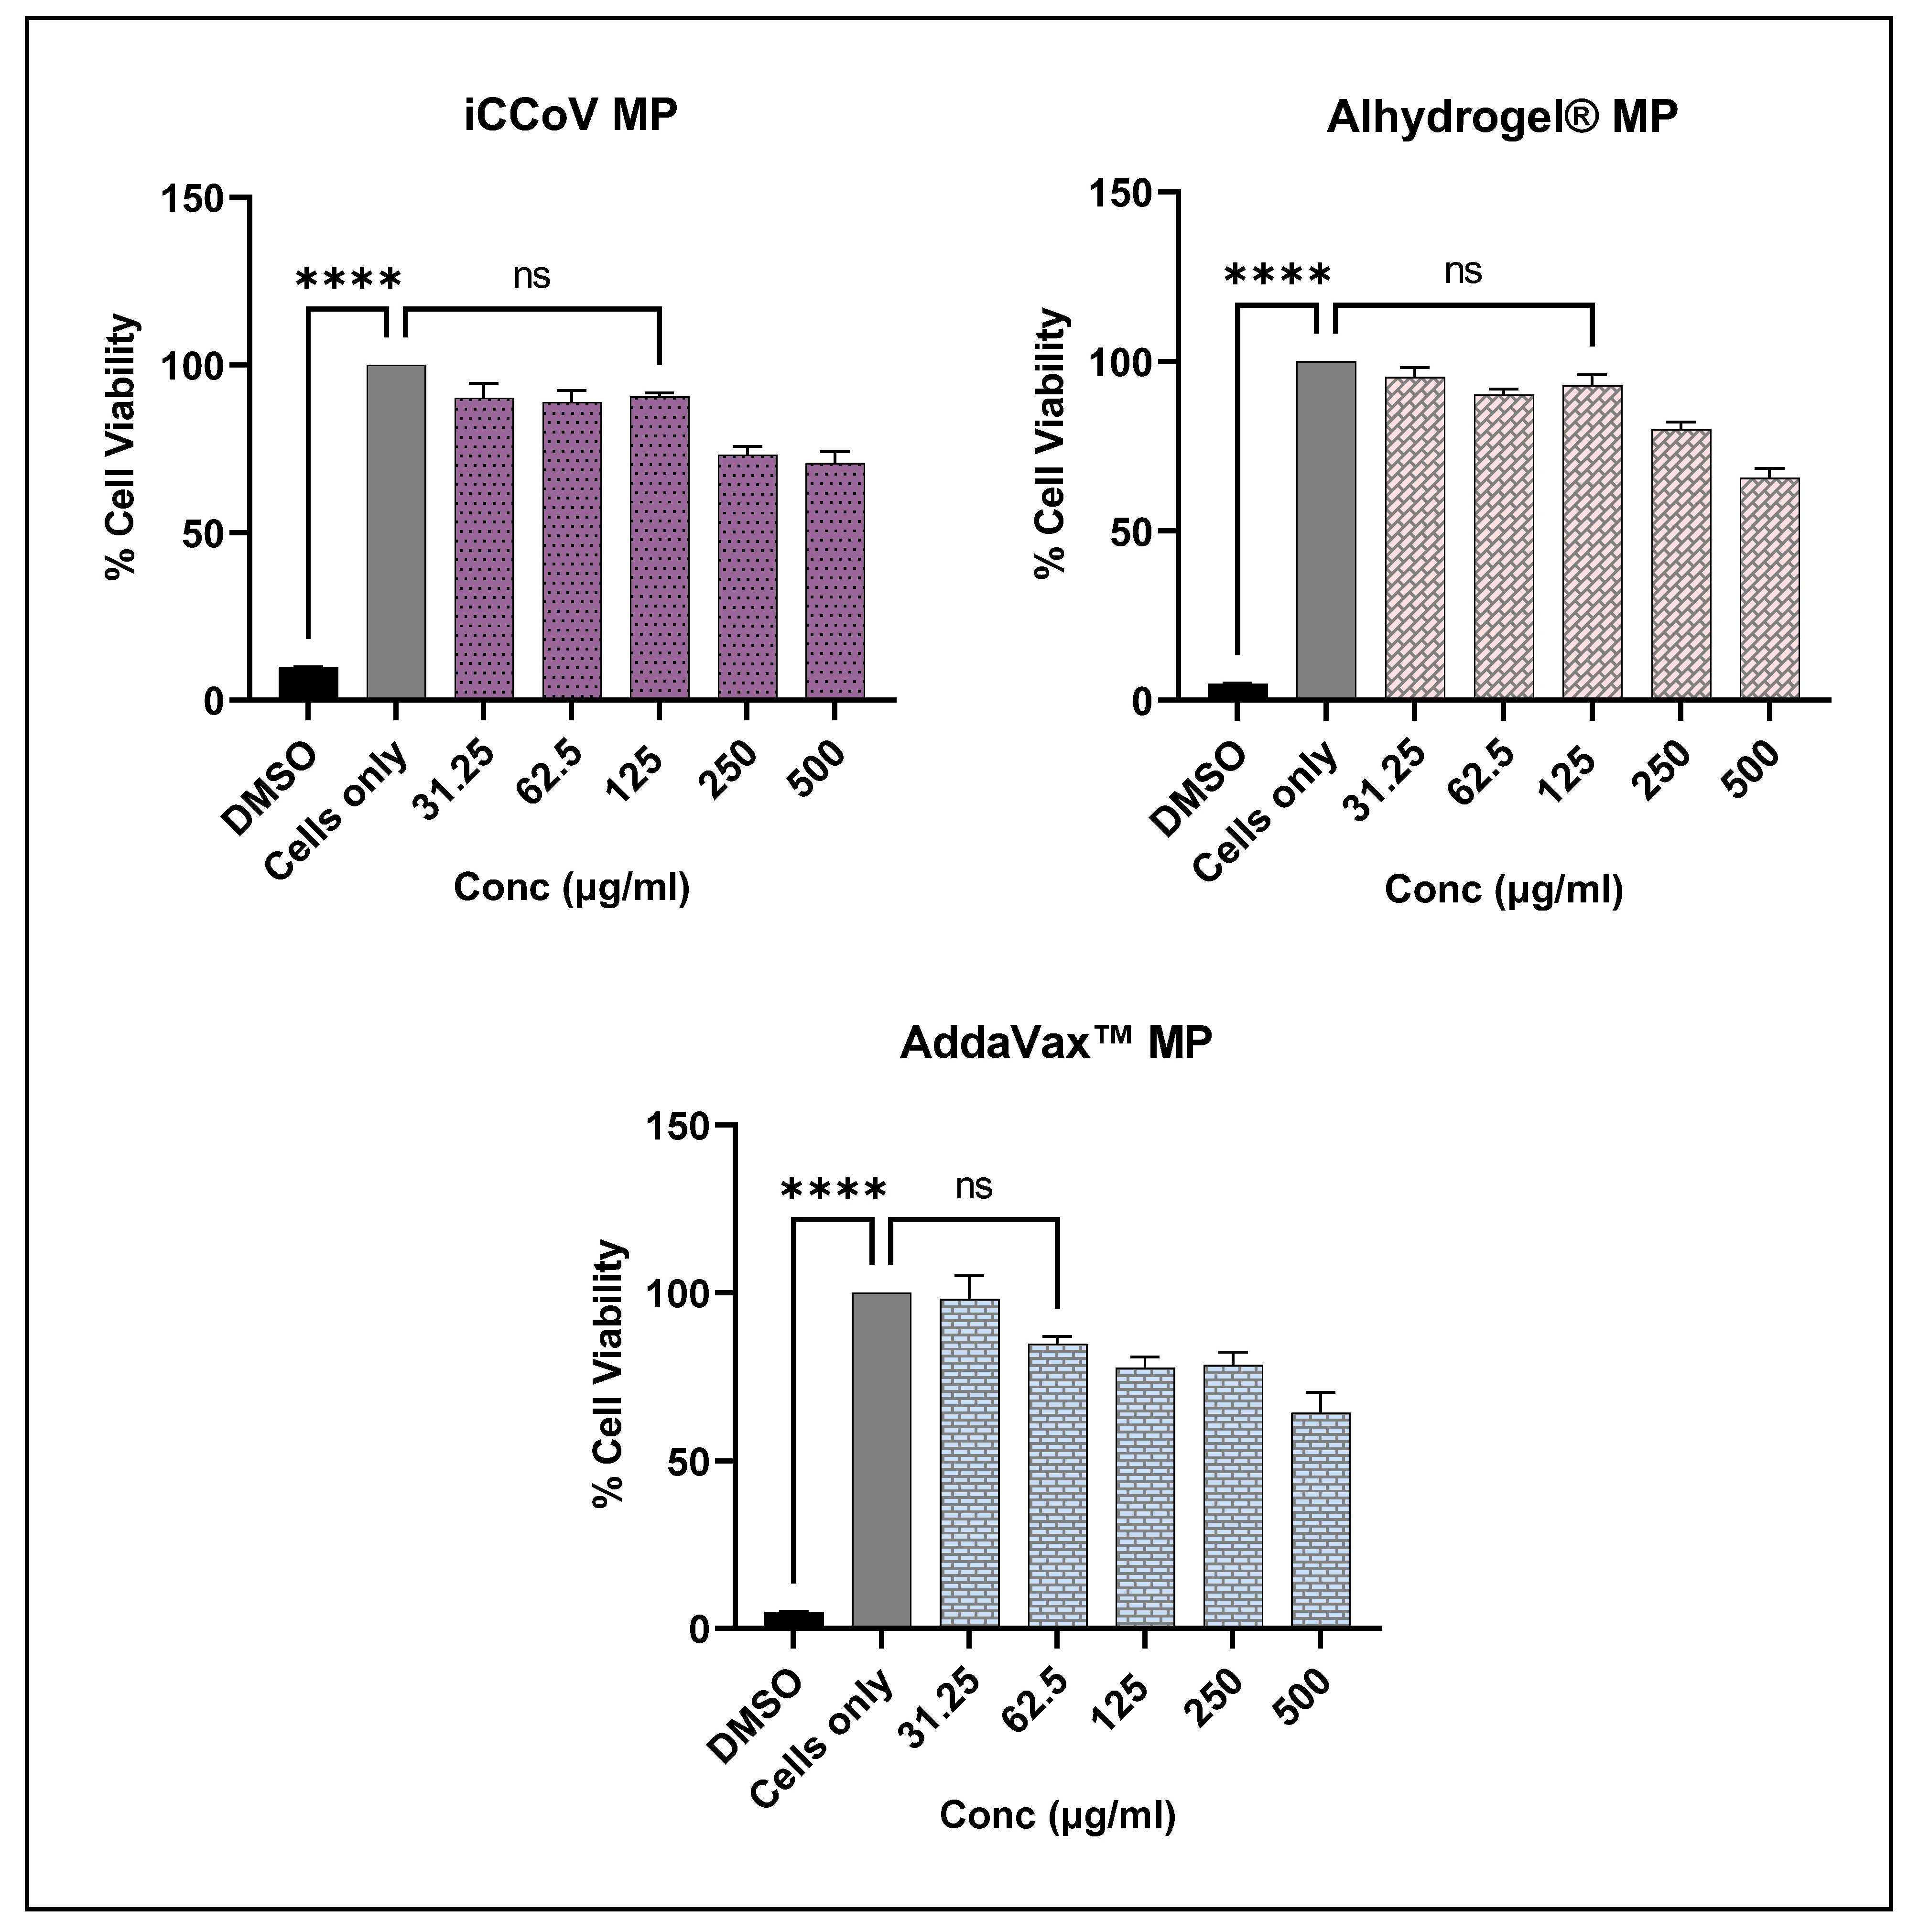 iCCoV MP
150
100
50
0
% Cell Viability
****
ns
DMSO
Cells only
31.25
62.5
125
250
500
Conc (µg/ml)
Alhydrogel® MP
150
100
50
0
% Cell Viability
****
ns
DMSO
Cells only
31.25
62.5
125
250
500
Conc (µg/ml)
AddaVax™ MP
150
100
50
0
% Cell Viability
****
ns
DMSO
Cells only
31.25
62.5
125
250
500
Conc (µg/ml)